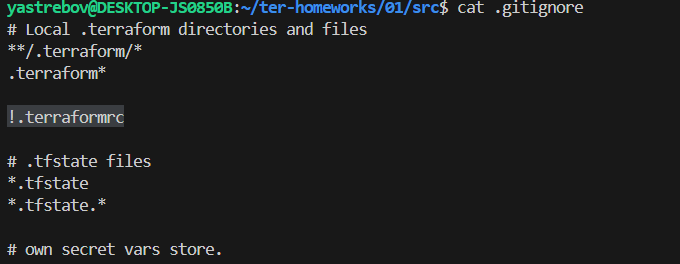 yastrebov@DESKTOP-JS0850B:~/ter-homeworks/01/src$ cat .gitignore
# Local .terraform directories and files
**/.terraform/*
.terraform*
!.terraformrc
# .tfstate files
*.tfstate
*.tfstate.*
# own secret vars store.